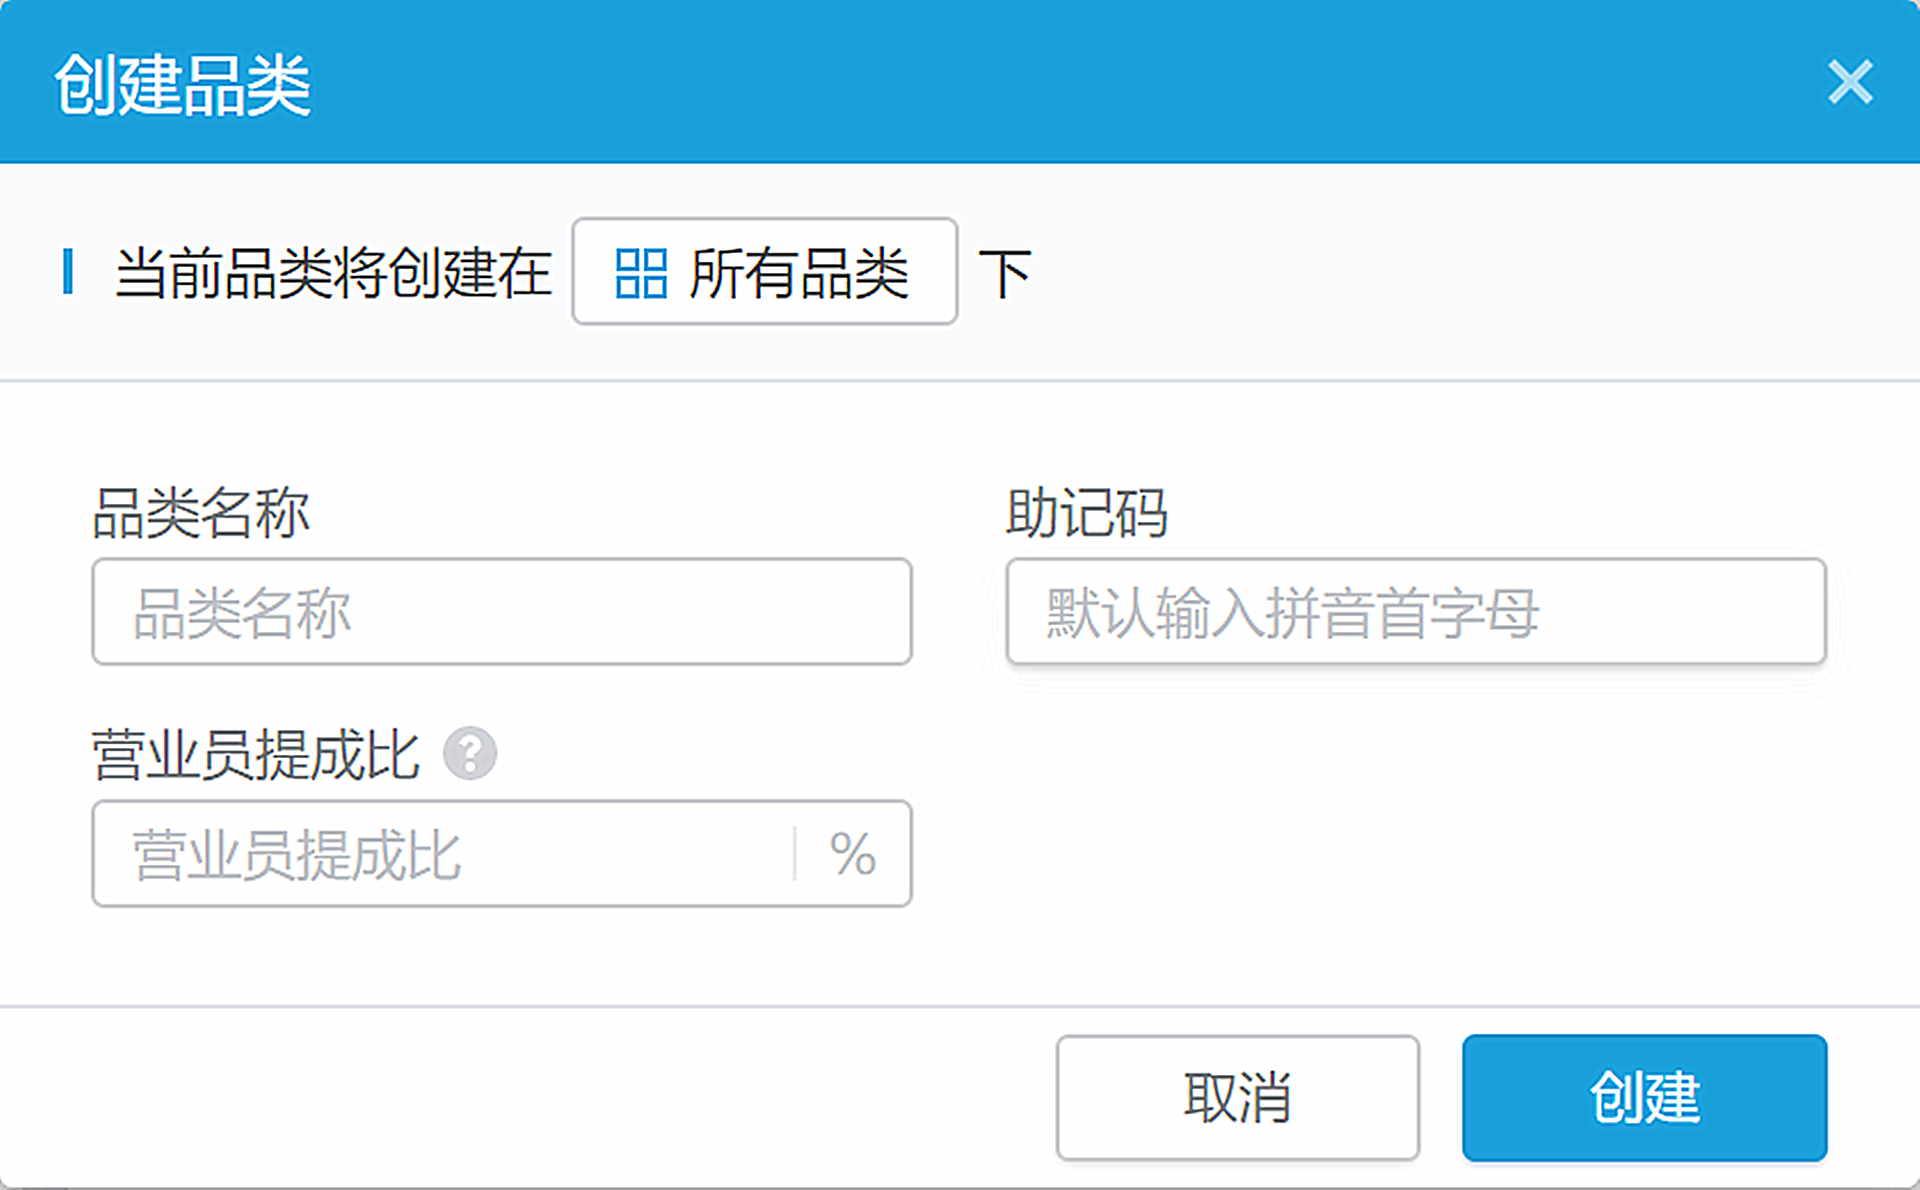 创建品类
当前品类将创建在 所有品类 下
品类名称 助记码
品类名称 默认输入拼音首字母
营业员提成比 ?
营业员提成比 %
取消 创建